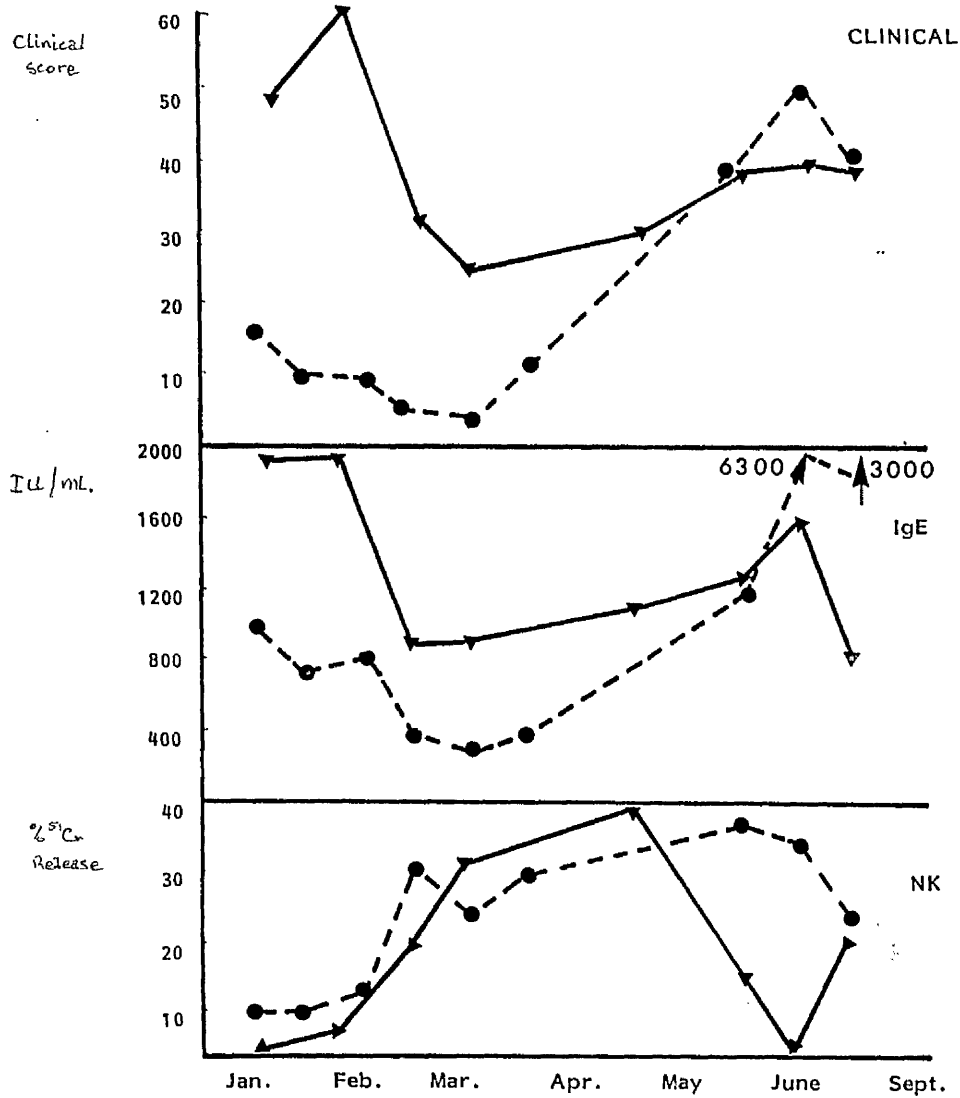 60
Clinical
score
CLINICAL
50
40
30
20
10
2000
IU/mL.
6300
3000
1600
IgE
1200
800
400
40
% ⁵¹Cr
Release
30
NK
20
10
Jan. Feb. Mar. Apr. May June Sept.